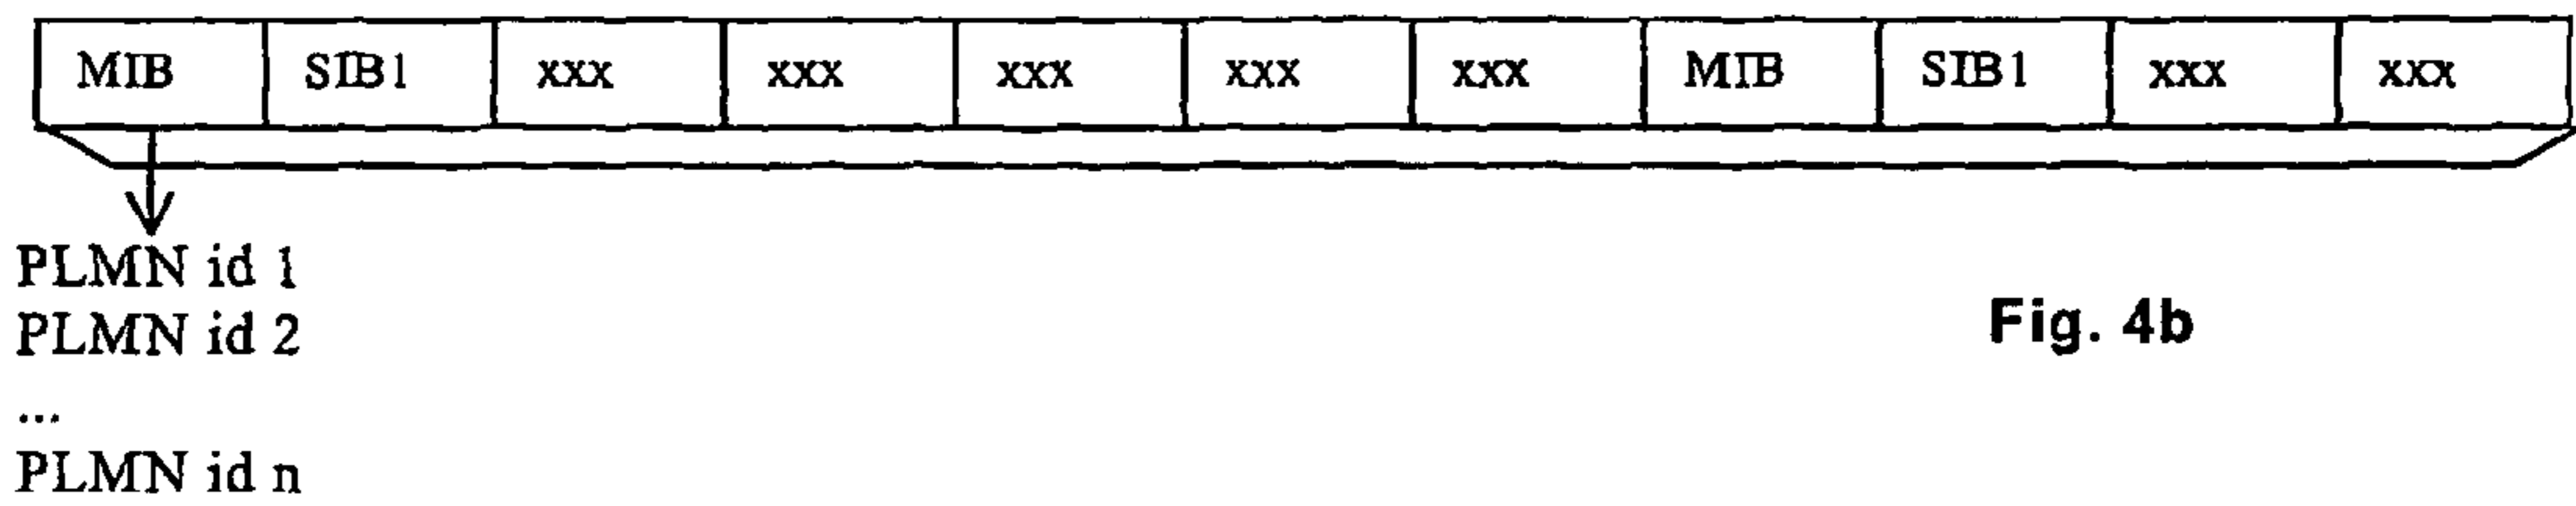 MIB SIB1 xxx xxx xxx xxx xxx MIB SIB1 xxx xxx
PLMN id 1
PLMN id 2
...
PLMN id n
Fig. 4b